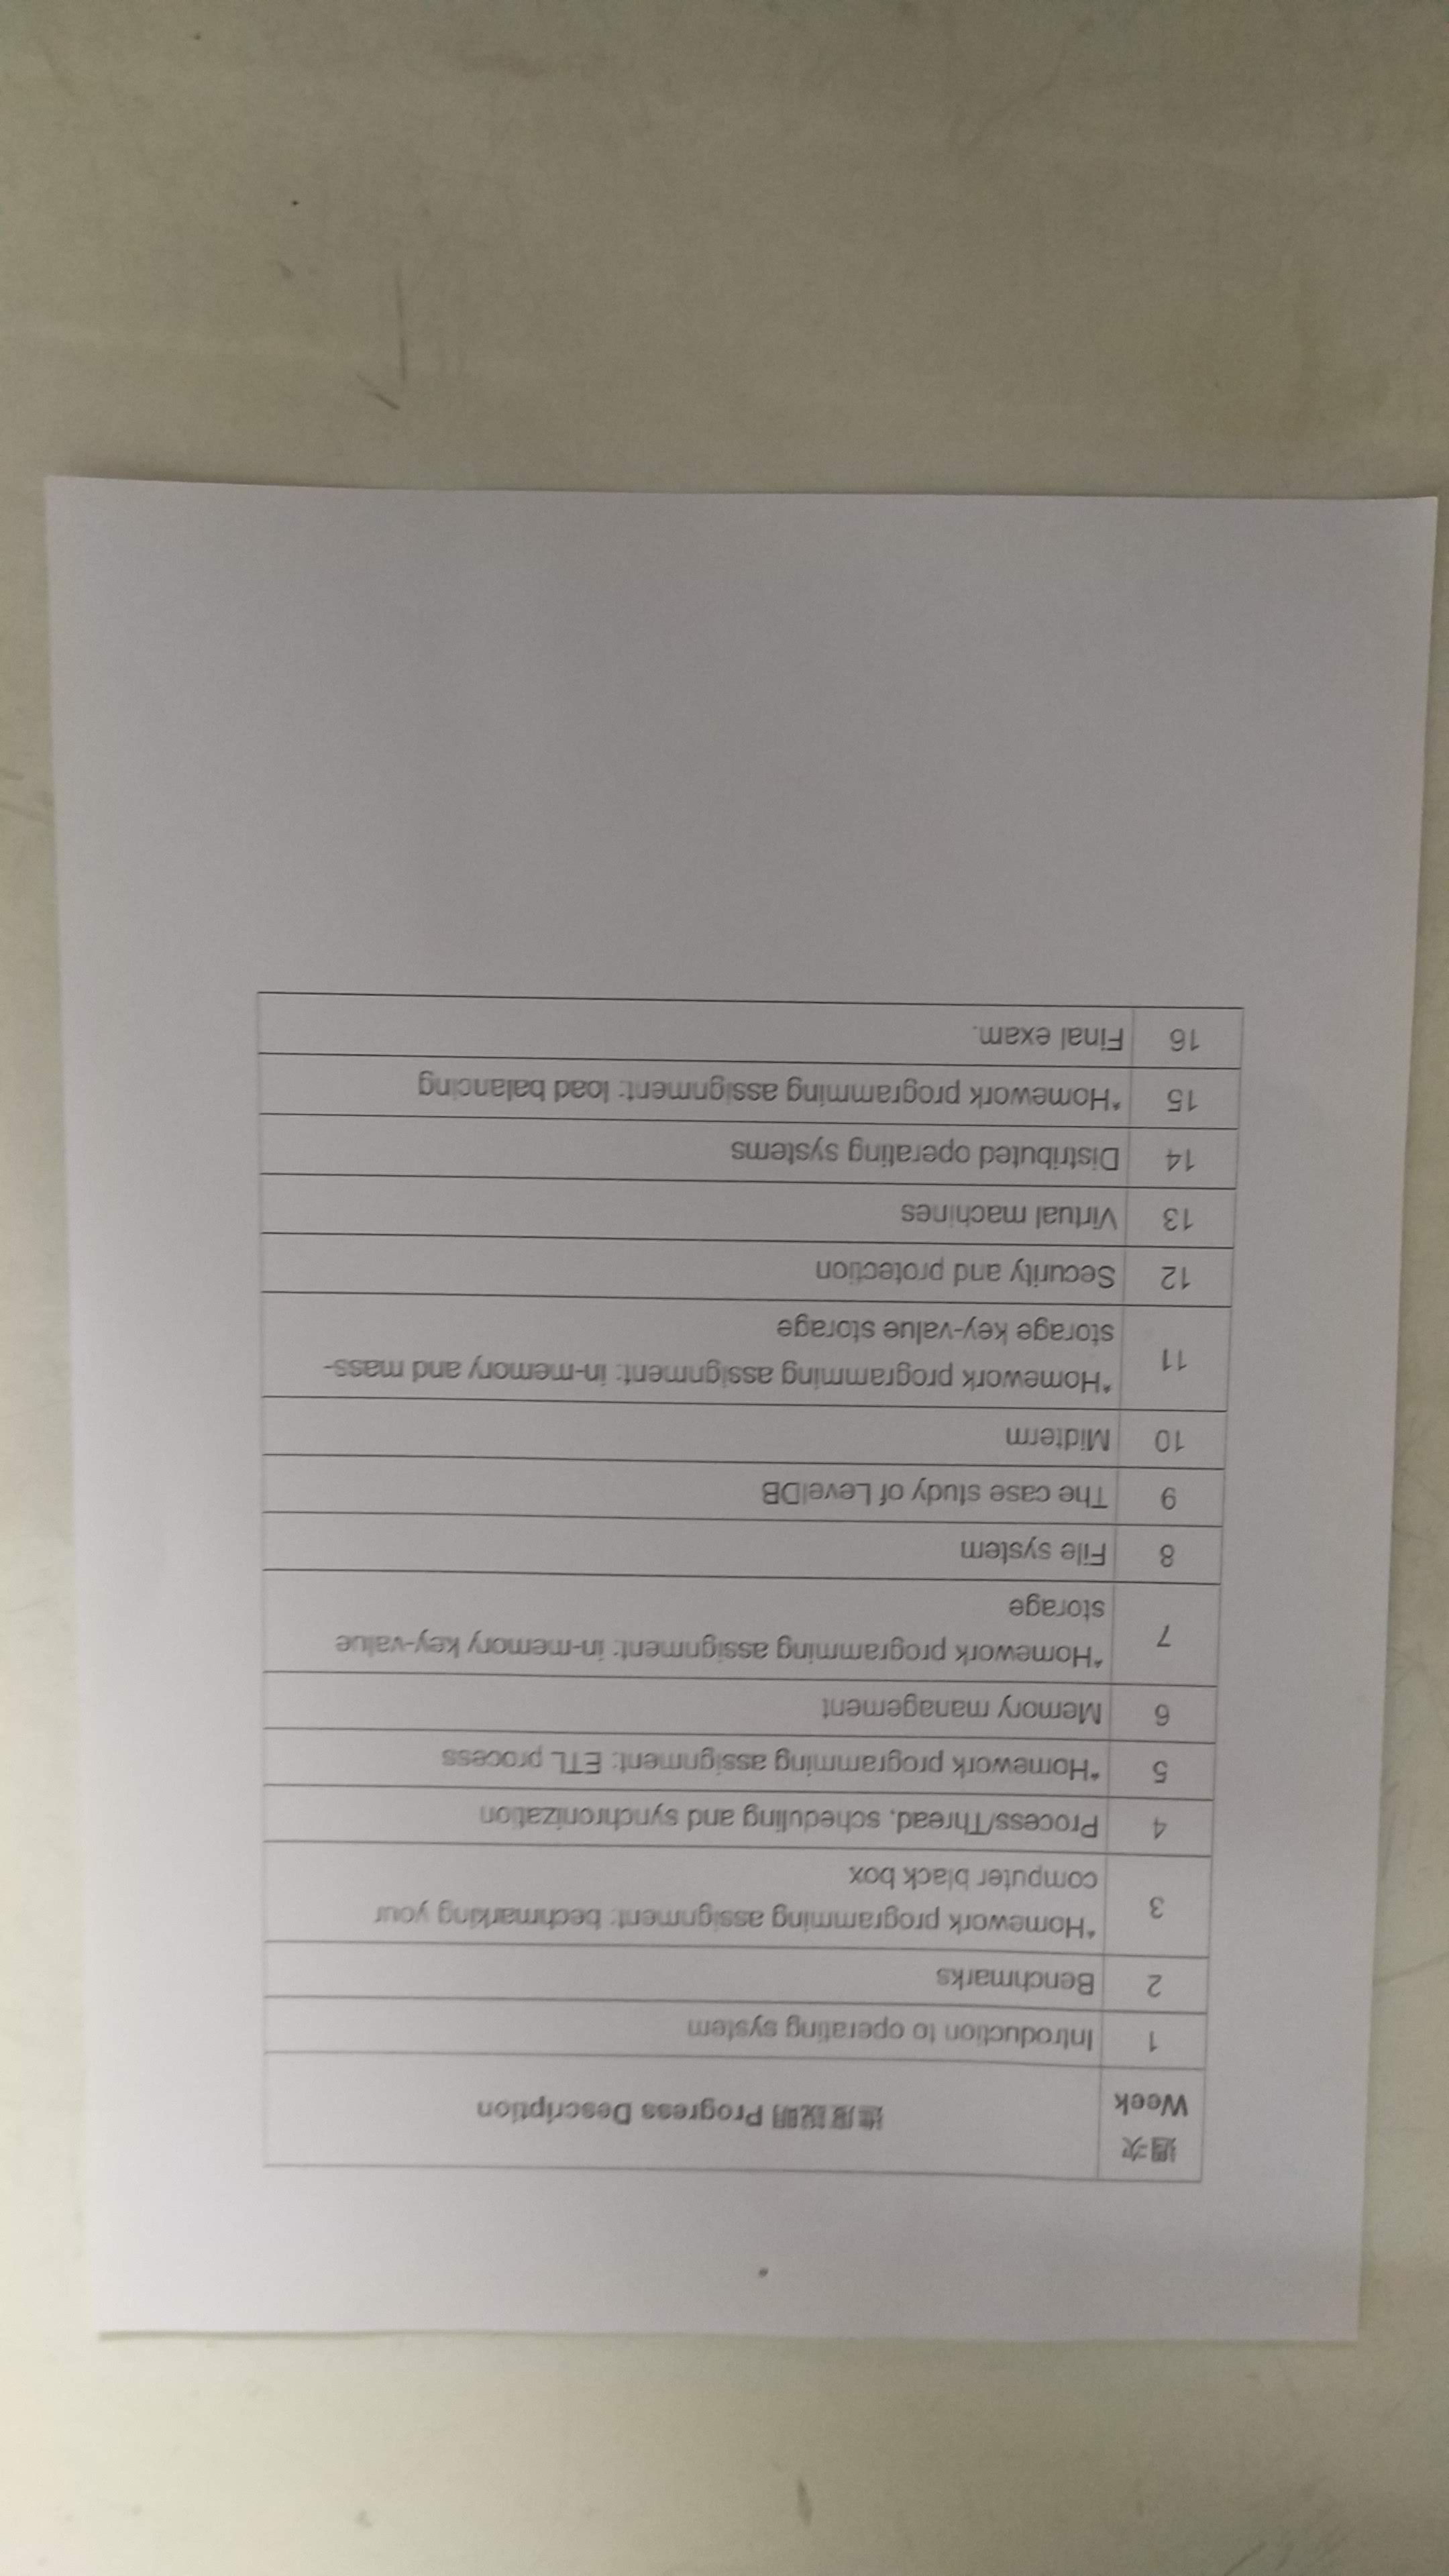 週次
Week
進度說明 Progress Description
1 Introduction to operating system
2 Benchmarks
3 *Homework programming assignment: bechmarking your
computer black box
4 Process/Thread, scheduling and synchronization
5 *Homework programming assignment: ETL process
6 Memory management
7 *Homework programming assignment: in-memory key-value
storage
8 File system
9 The case study of LevelDB
10 Midterm
11 *Homework programming assignment: in-memory and mass-
storage key-value storage
12 Security and protection
13 Virtual machines
14 Distributed operating systems
15 *Homework programming assignment: load balancing
16 Final exam.